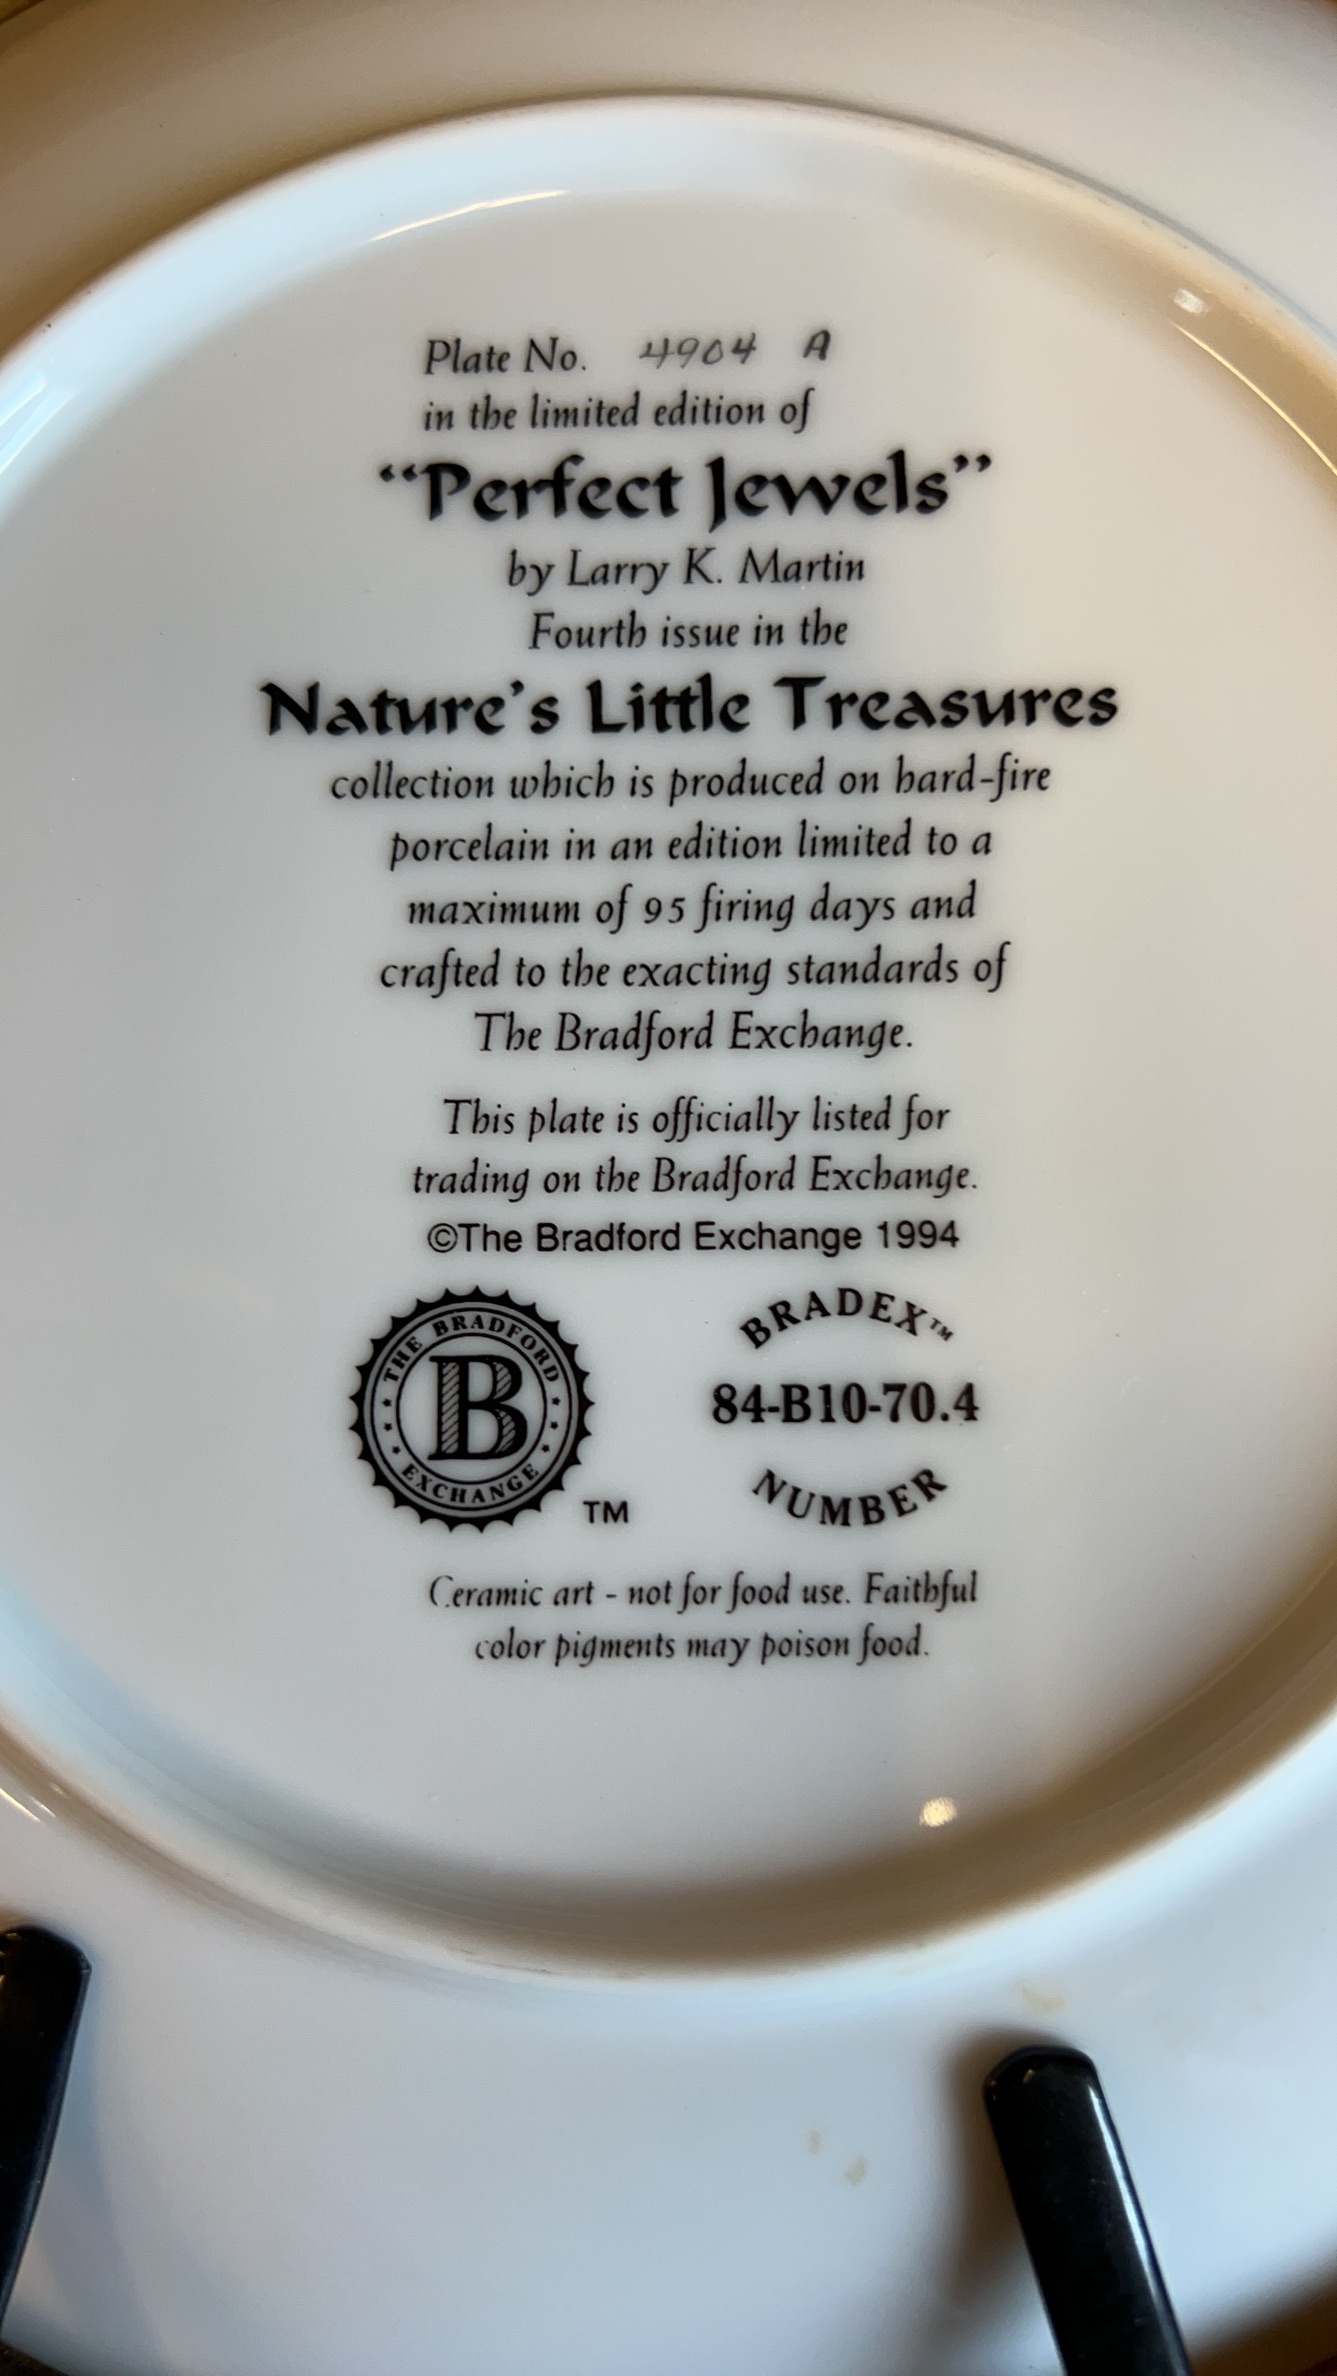 Plate No. 4904 A
in the limited edition of
“Perfect Jewels”
by Larry K. Martin
Fourth issue in the
Nature’s Little Treasures
collection which is produced on hard-fire
porcelain in an edition limited to a
maximum of 95 firing days and
crafted to the exacting standards of
The Bradford Exchange.
This plate is officially listed for
trading on the Bradford Exchange.
©The Bradford Exchange 1994
THE BRADFORD
B
EXCHANGE
TM
BRADEX™
84-B10-70.4
NUMBER
Ceramic art - not for food use. Faithful
color pigments may poison food.